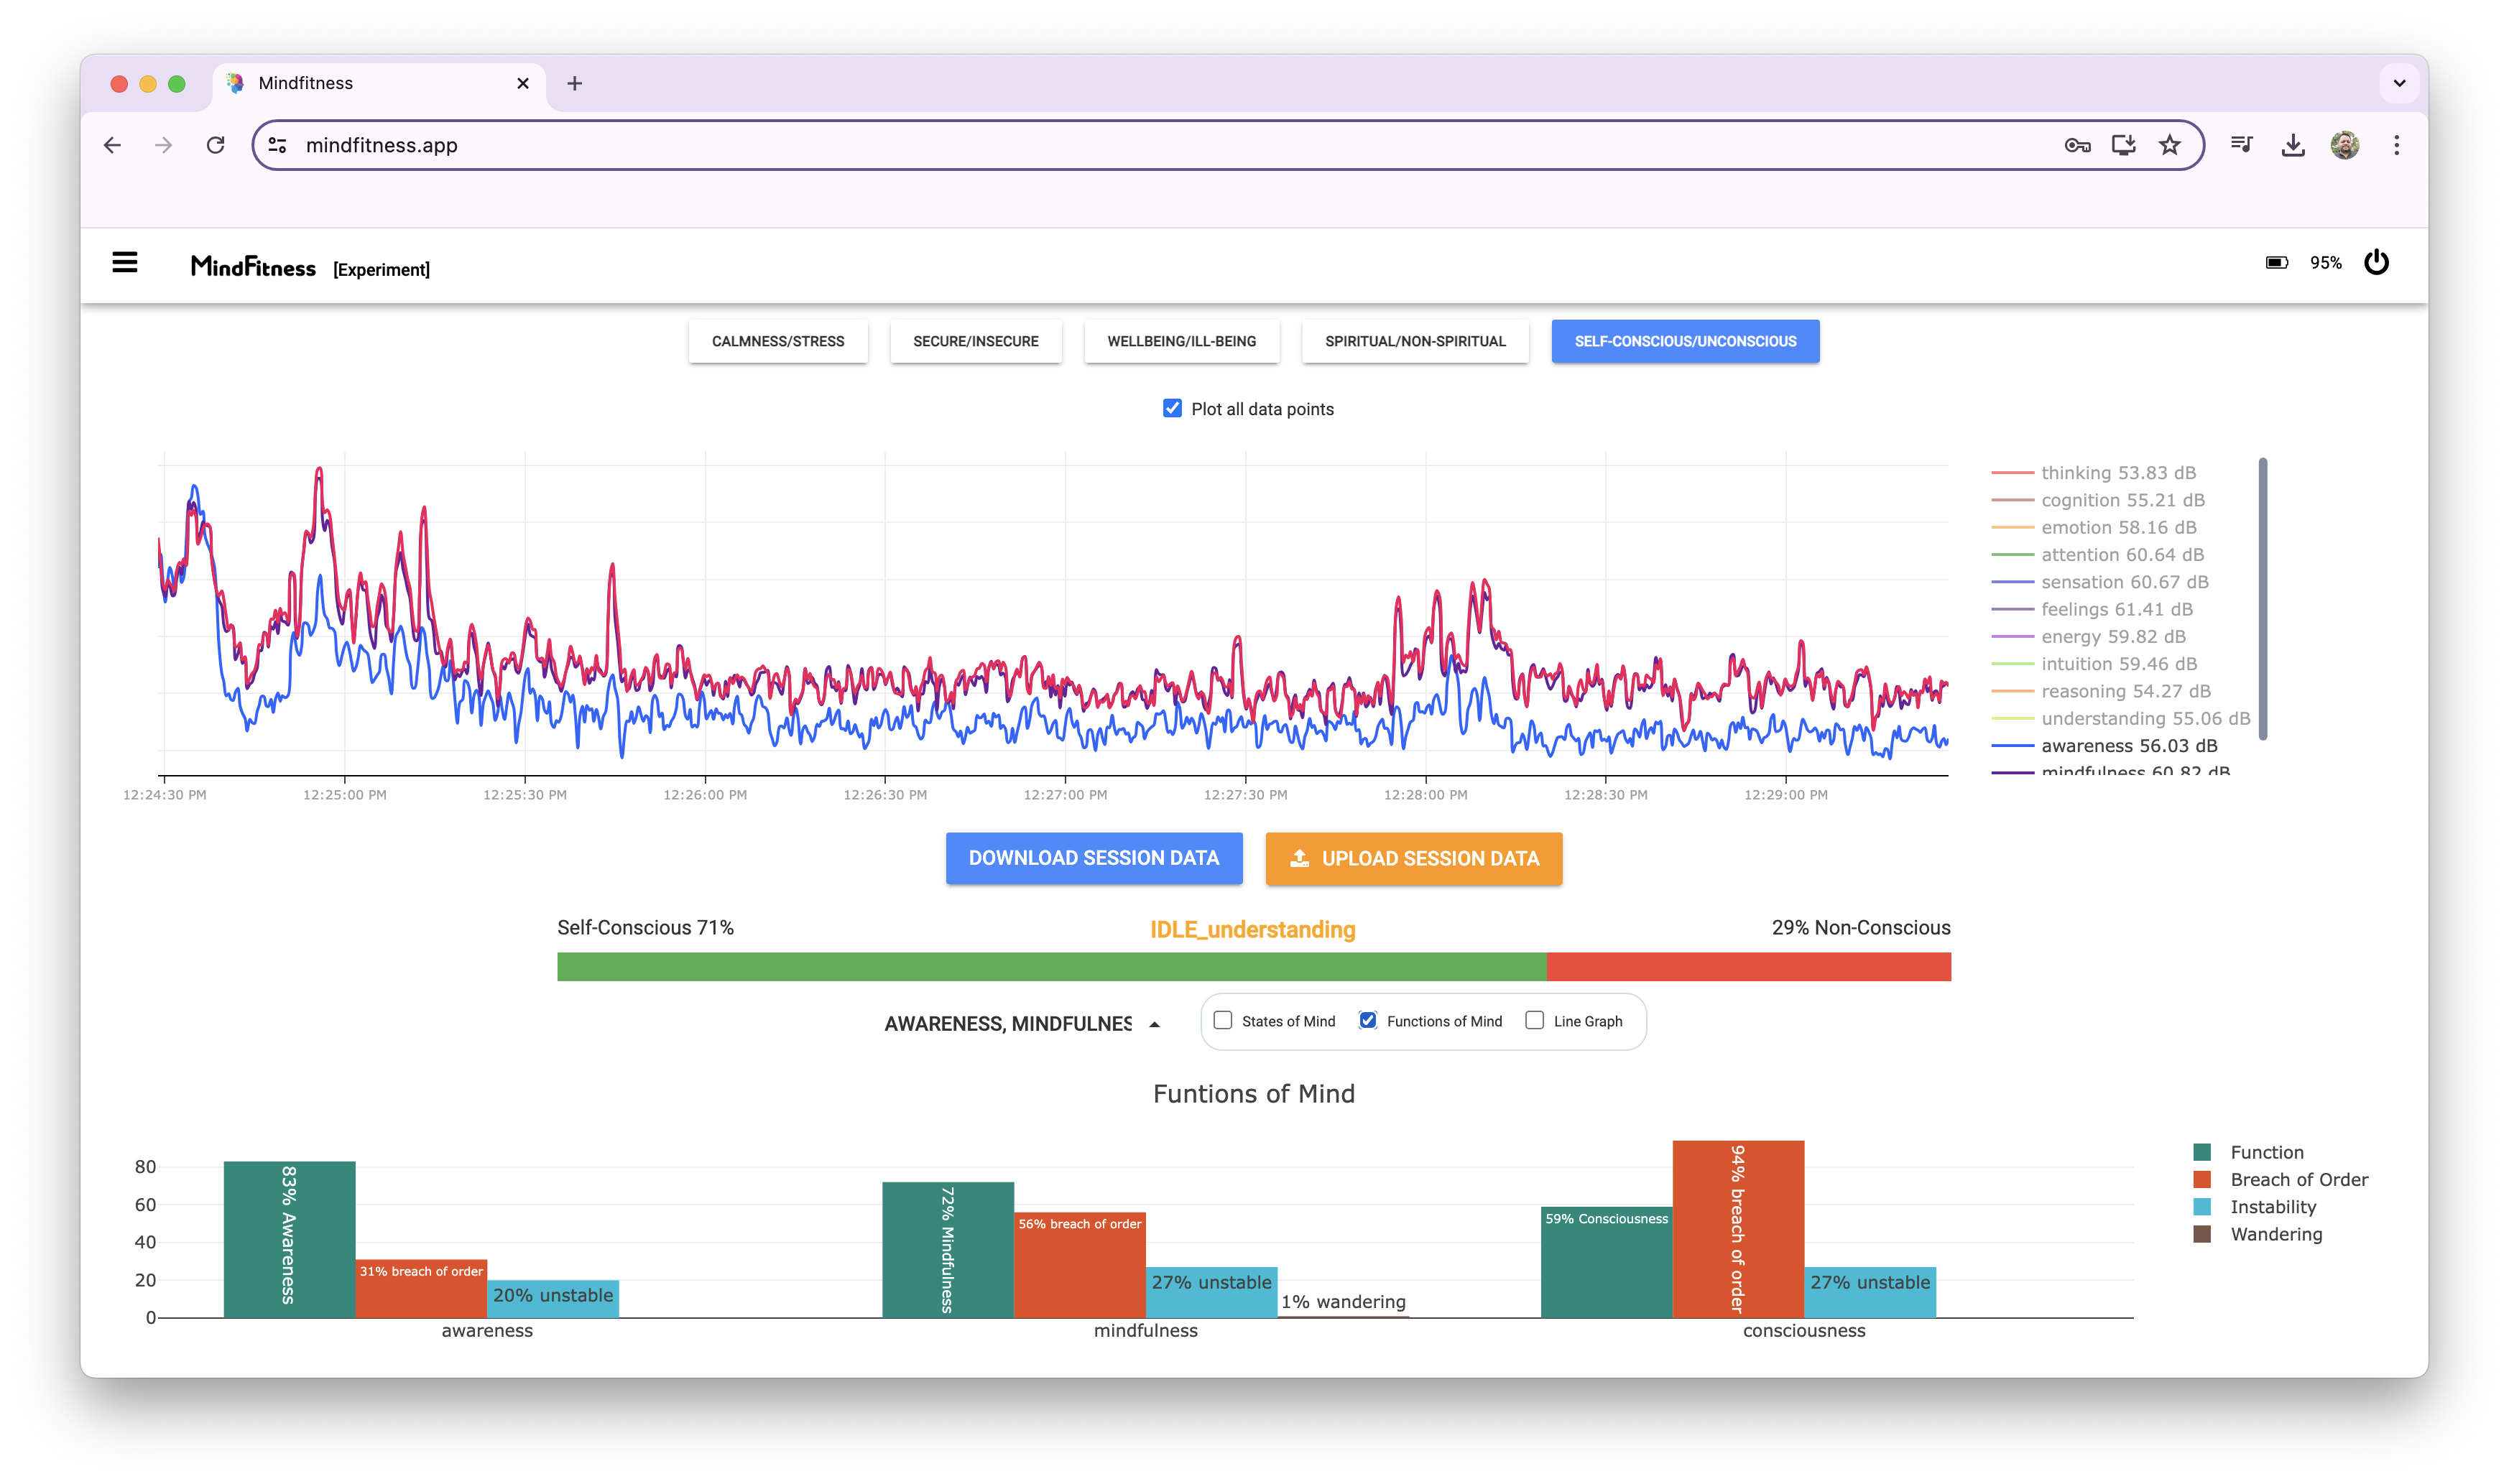 Mindfitness
mindfitness.app
MindFitness [Experiment]
95%
CALMNESS/STRESS SECURE/INSECURE WELLBEING/ILL-BEING SPIRITUAL/NON-SPIRITUAL SELF-CONSCIOUS/UNCONSCIOUS
Plot all data points
thinking 53.83 dB
cognition 55.21 dB
emotion 58.16 dB
attention 60.64 dB
sensation 60.67 dB
feelings 61.41 dB
energy 59.82 dB
intuition 59.46 dB
reasoning 54.27 dB
understanding 55.06 dB
awareness 56.03 dB
mindfulness 60.82 dB
12:24:30 PM 12:25:00 PM 12:25:30 PM 12:26:00 PM 12:26:30 PM 12:27:00 PM 12:27:30 PM 12:28:00 PM 12:28:30 PM 12:29:00 PM
DOWNLOAD SESSION DATA UPLOAD SESSION DATA
Self-Conscious 71% IDLE_understanding 29% Non-Conscious
AWARENESS, MINDFULNES States of Mind Functions of Mind Line Graph
Funtions of Mind
80
60
40
20
0
83% Awareness
31% breach of order
20% unstable
72% Mindfulness
56% breach of order
27% unstable
1% wandering
59% Consciousness
94% breach of order
27% unstable
awareness mindfulness consciousness
Function
Breach of Order
Instability
Wandering